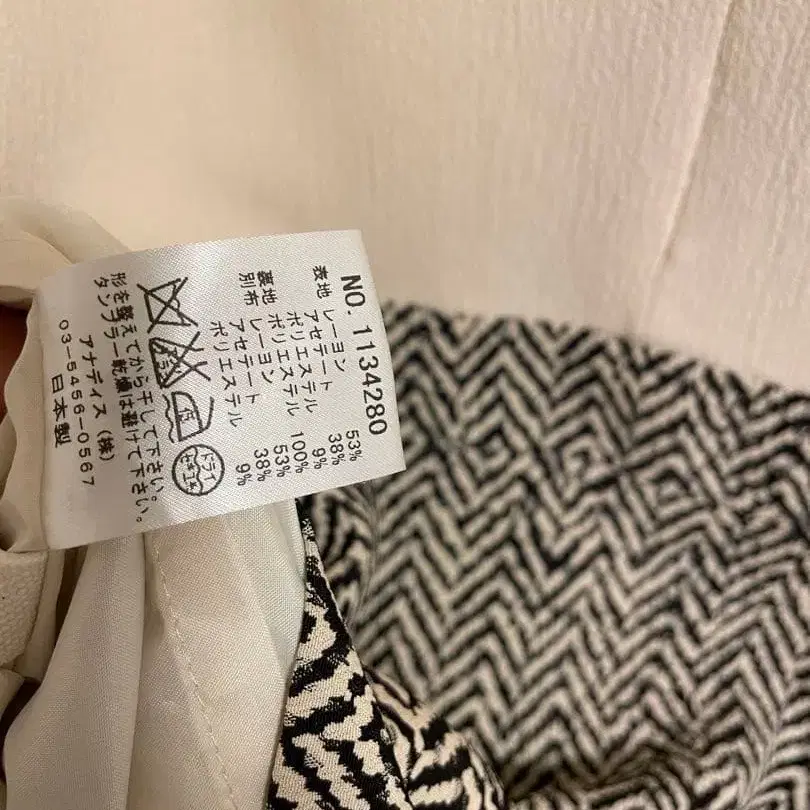 NO. 1134280
表地 レーヨン 53%
アセテート 38%
ポリエステル 9%
裏地 ポリエステル 100%
別布 レーヨン 53%
アセテート 38%
ポリエステル 9%
ドライ
形を整えてから干して下さい。
タンブラー乾燥は避けて下さい。
アナディス(株)
03-5456-0567
日本製